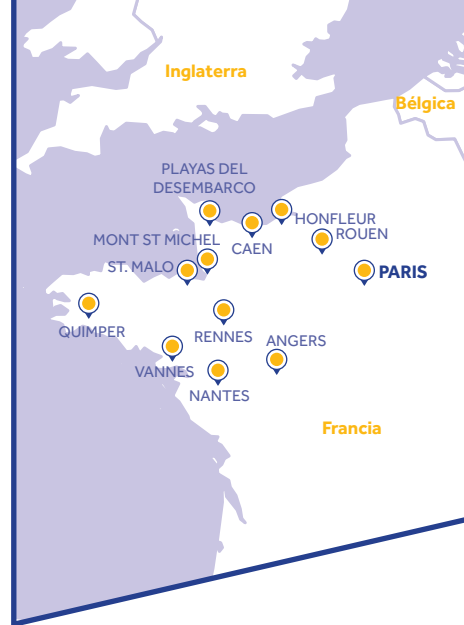 Inglaterra
Bélgica
PLAYAS DEL
DESEMBARCO
HONFLEUR
ROUEN
MONT ST MICHEL
CAEN
ST. MALO
PARIS
QUIMPER
RENNES
ANGERS
VANNES
NANTES
Francia